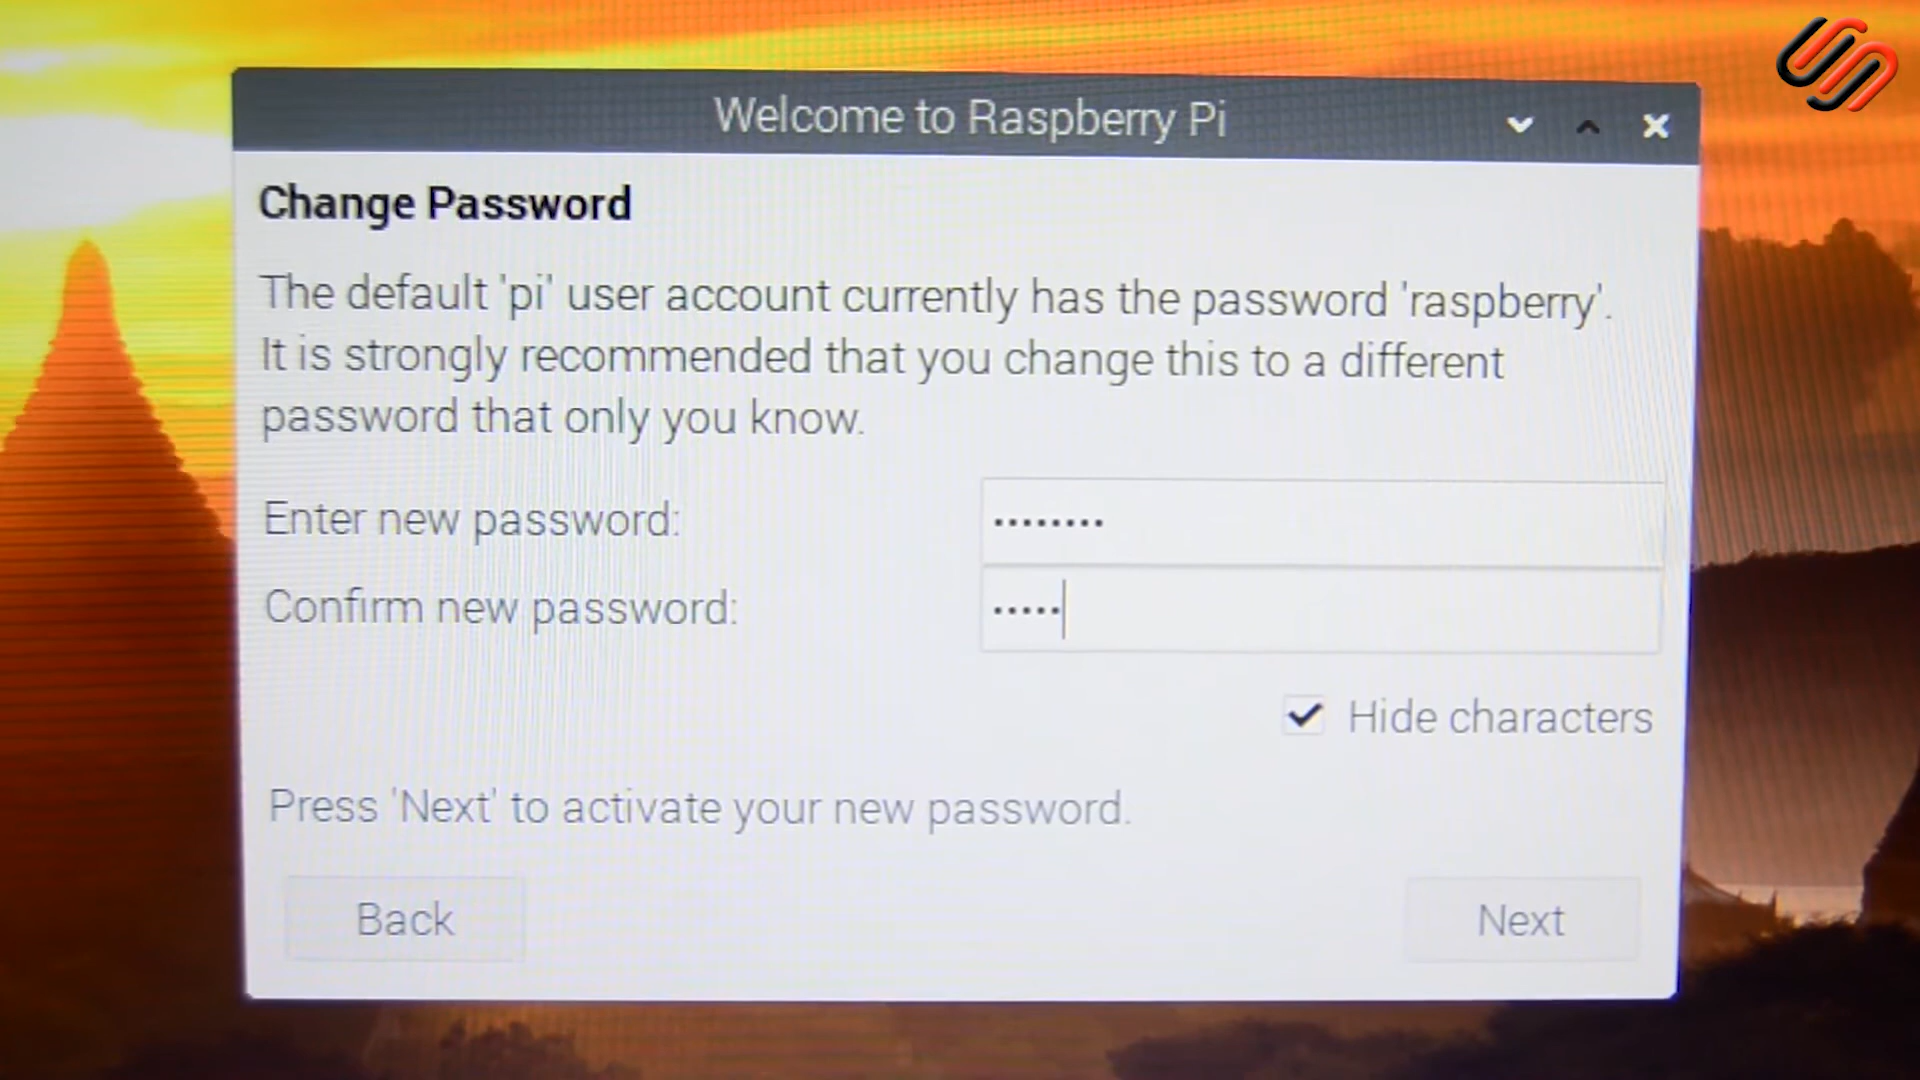 Welcome to Raspberry Pi
Change Password
The default 'pi' user account currently has the password 'raspberry'.
It is strongly recommended that you change this to a different
password that only you know.
Enter new password: ••••••••
Confirm new password: •••••
Hide characters
Press 'Next' to activate your new password.
Back Next